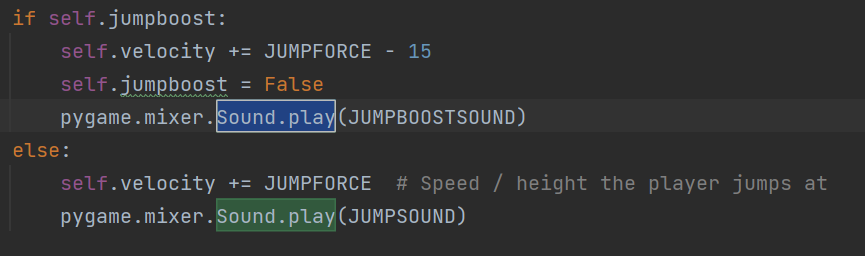 if self.jumpboost:
    self.velocity += JUMPFORCE - 15
    self.jumpboost = False
    pygame.mixer.Sound.play(JUMPBOOSTSOUND)
else:
    self.velocity += JUMPFORCE  # Speed / height the player jumps at
    pygame.mixer.Sound.play(JUMPSOUND)